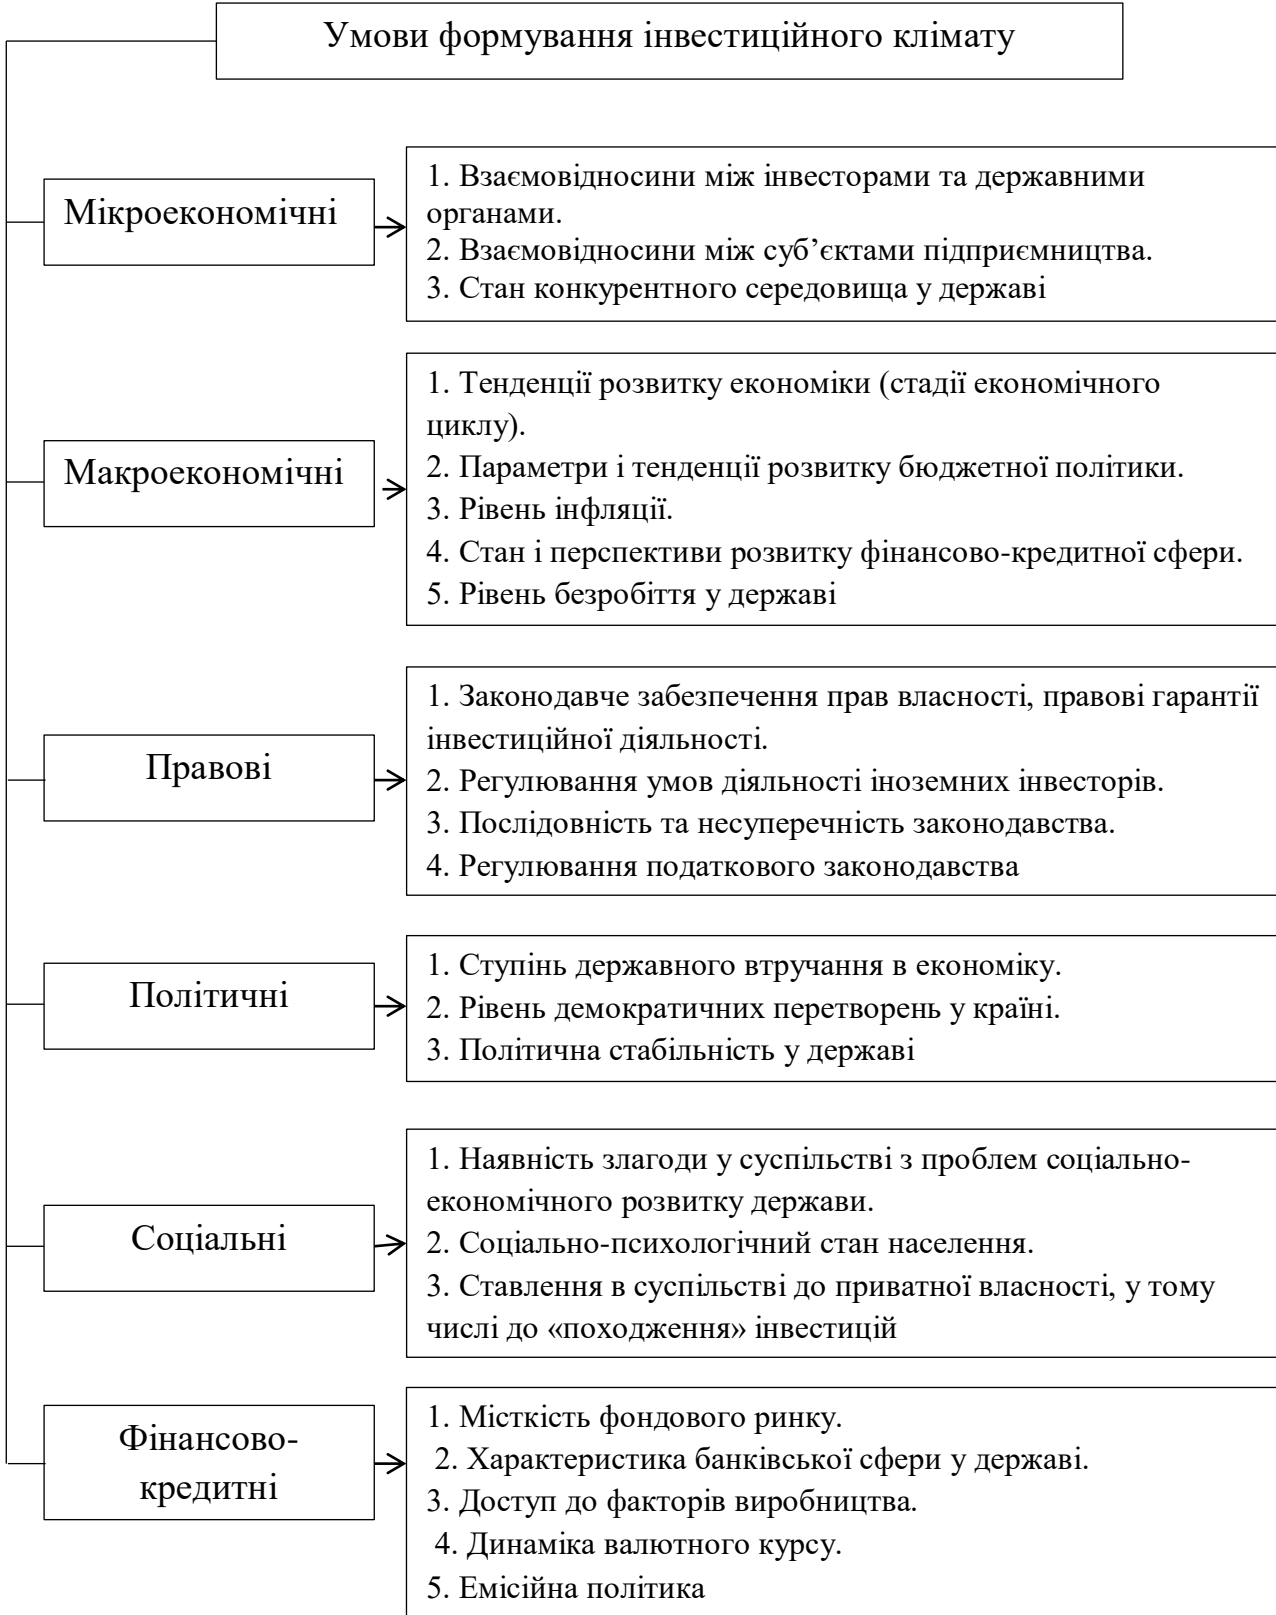 Умови формування інвестиційного клімату
Мікроекономічні
1. Взаємовідносини між інвесторами та державними
органами.
2. Взаємовідносини між суб’єктами підприємництва.
3. Стан конкурентного середовища у державі
Макроекономічні
1. Тенденції розвитку економіки (стадії економічного
циклу).
2. Параметри і тенденції розвитку бюджетної політики.
3. Рівень інфляції.
4. Стан і перспективи розвитку фінансово-кредитної сфери.
5. Рівень безробіття у державі
Правові
1. Законодавче забезпечення прав власності, правові гарантії
інвестиційної діяльності.
2. Регулювання умов діяльності іноземних інвесторів.
3. Послідовність та несуперечність законодавства.
4. Регулювання податкового законодавства
Політичні
1. Ступінь державного втручання в економіку.
2. Рівень демократичних перетворень у країні.
3. Політична стабільність у державі
Соціальні
1. Наявність злагоди у суспільстві з проблем соціально-
економічного розвитку держави.
2. Соціально-психологічний стан населення.
3. Ставлення в суспільстві до приватної власності, у тому
числі до «походження» інвестицій
Фінансово-
кредитні
1. Місткість фондового ринку.
2. Характеристика банківської сфери у державі.
3. Доступ до факторів виробництва.
4. Динаміка валютного курсу.
5. Емісійна політика